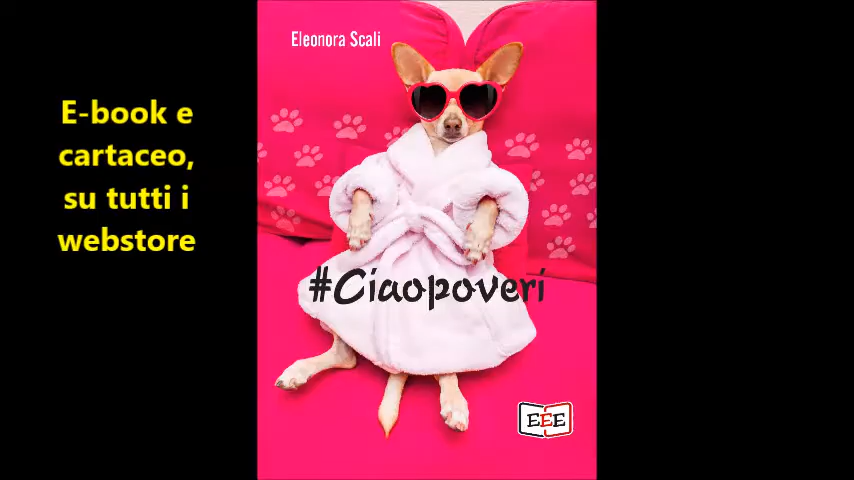 E-book e
cartaceo,
su tutti i
webstore
Eleonora Scali
#Ciaopoveri
EEE